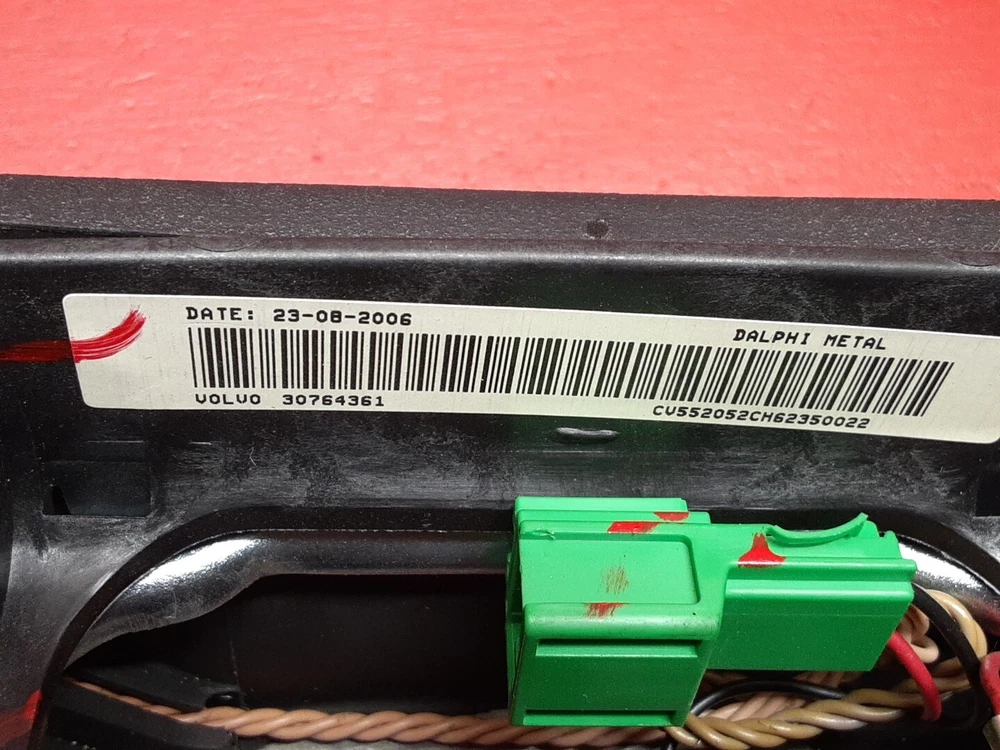 DATE: 23-08-2006
DALPHI METAL
VOLVO 30764361
CV552052CH62350022